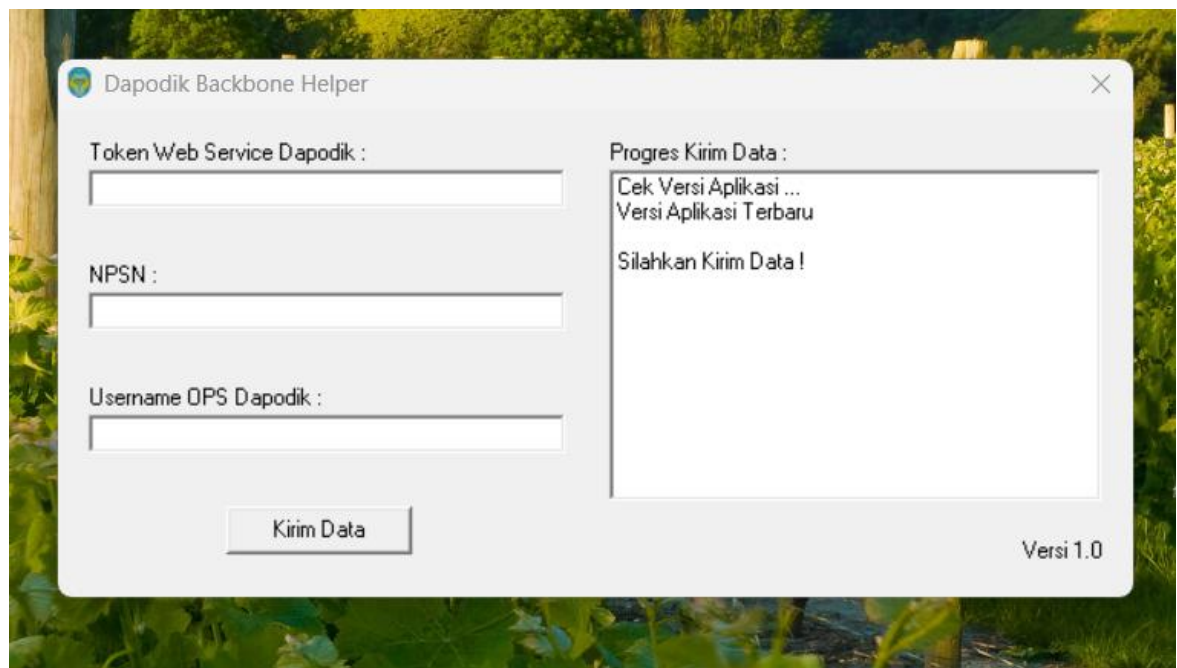 Dapodik Backbone Helper
Token Web Service Dapodik :
NPSN :
Username OPS Dapodik :
Kirim Data
Progres Kirim Data :
Cek Versi Aplikasi ...
Versi Aplikasi Terbaru
Silahkan Kirim Data !
Versi 1.0